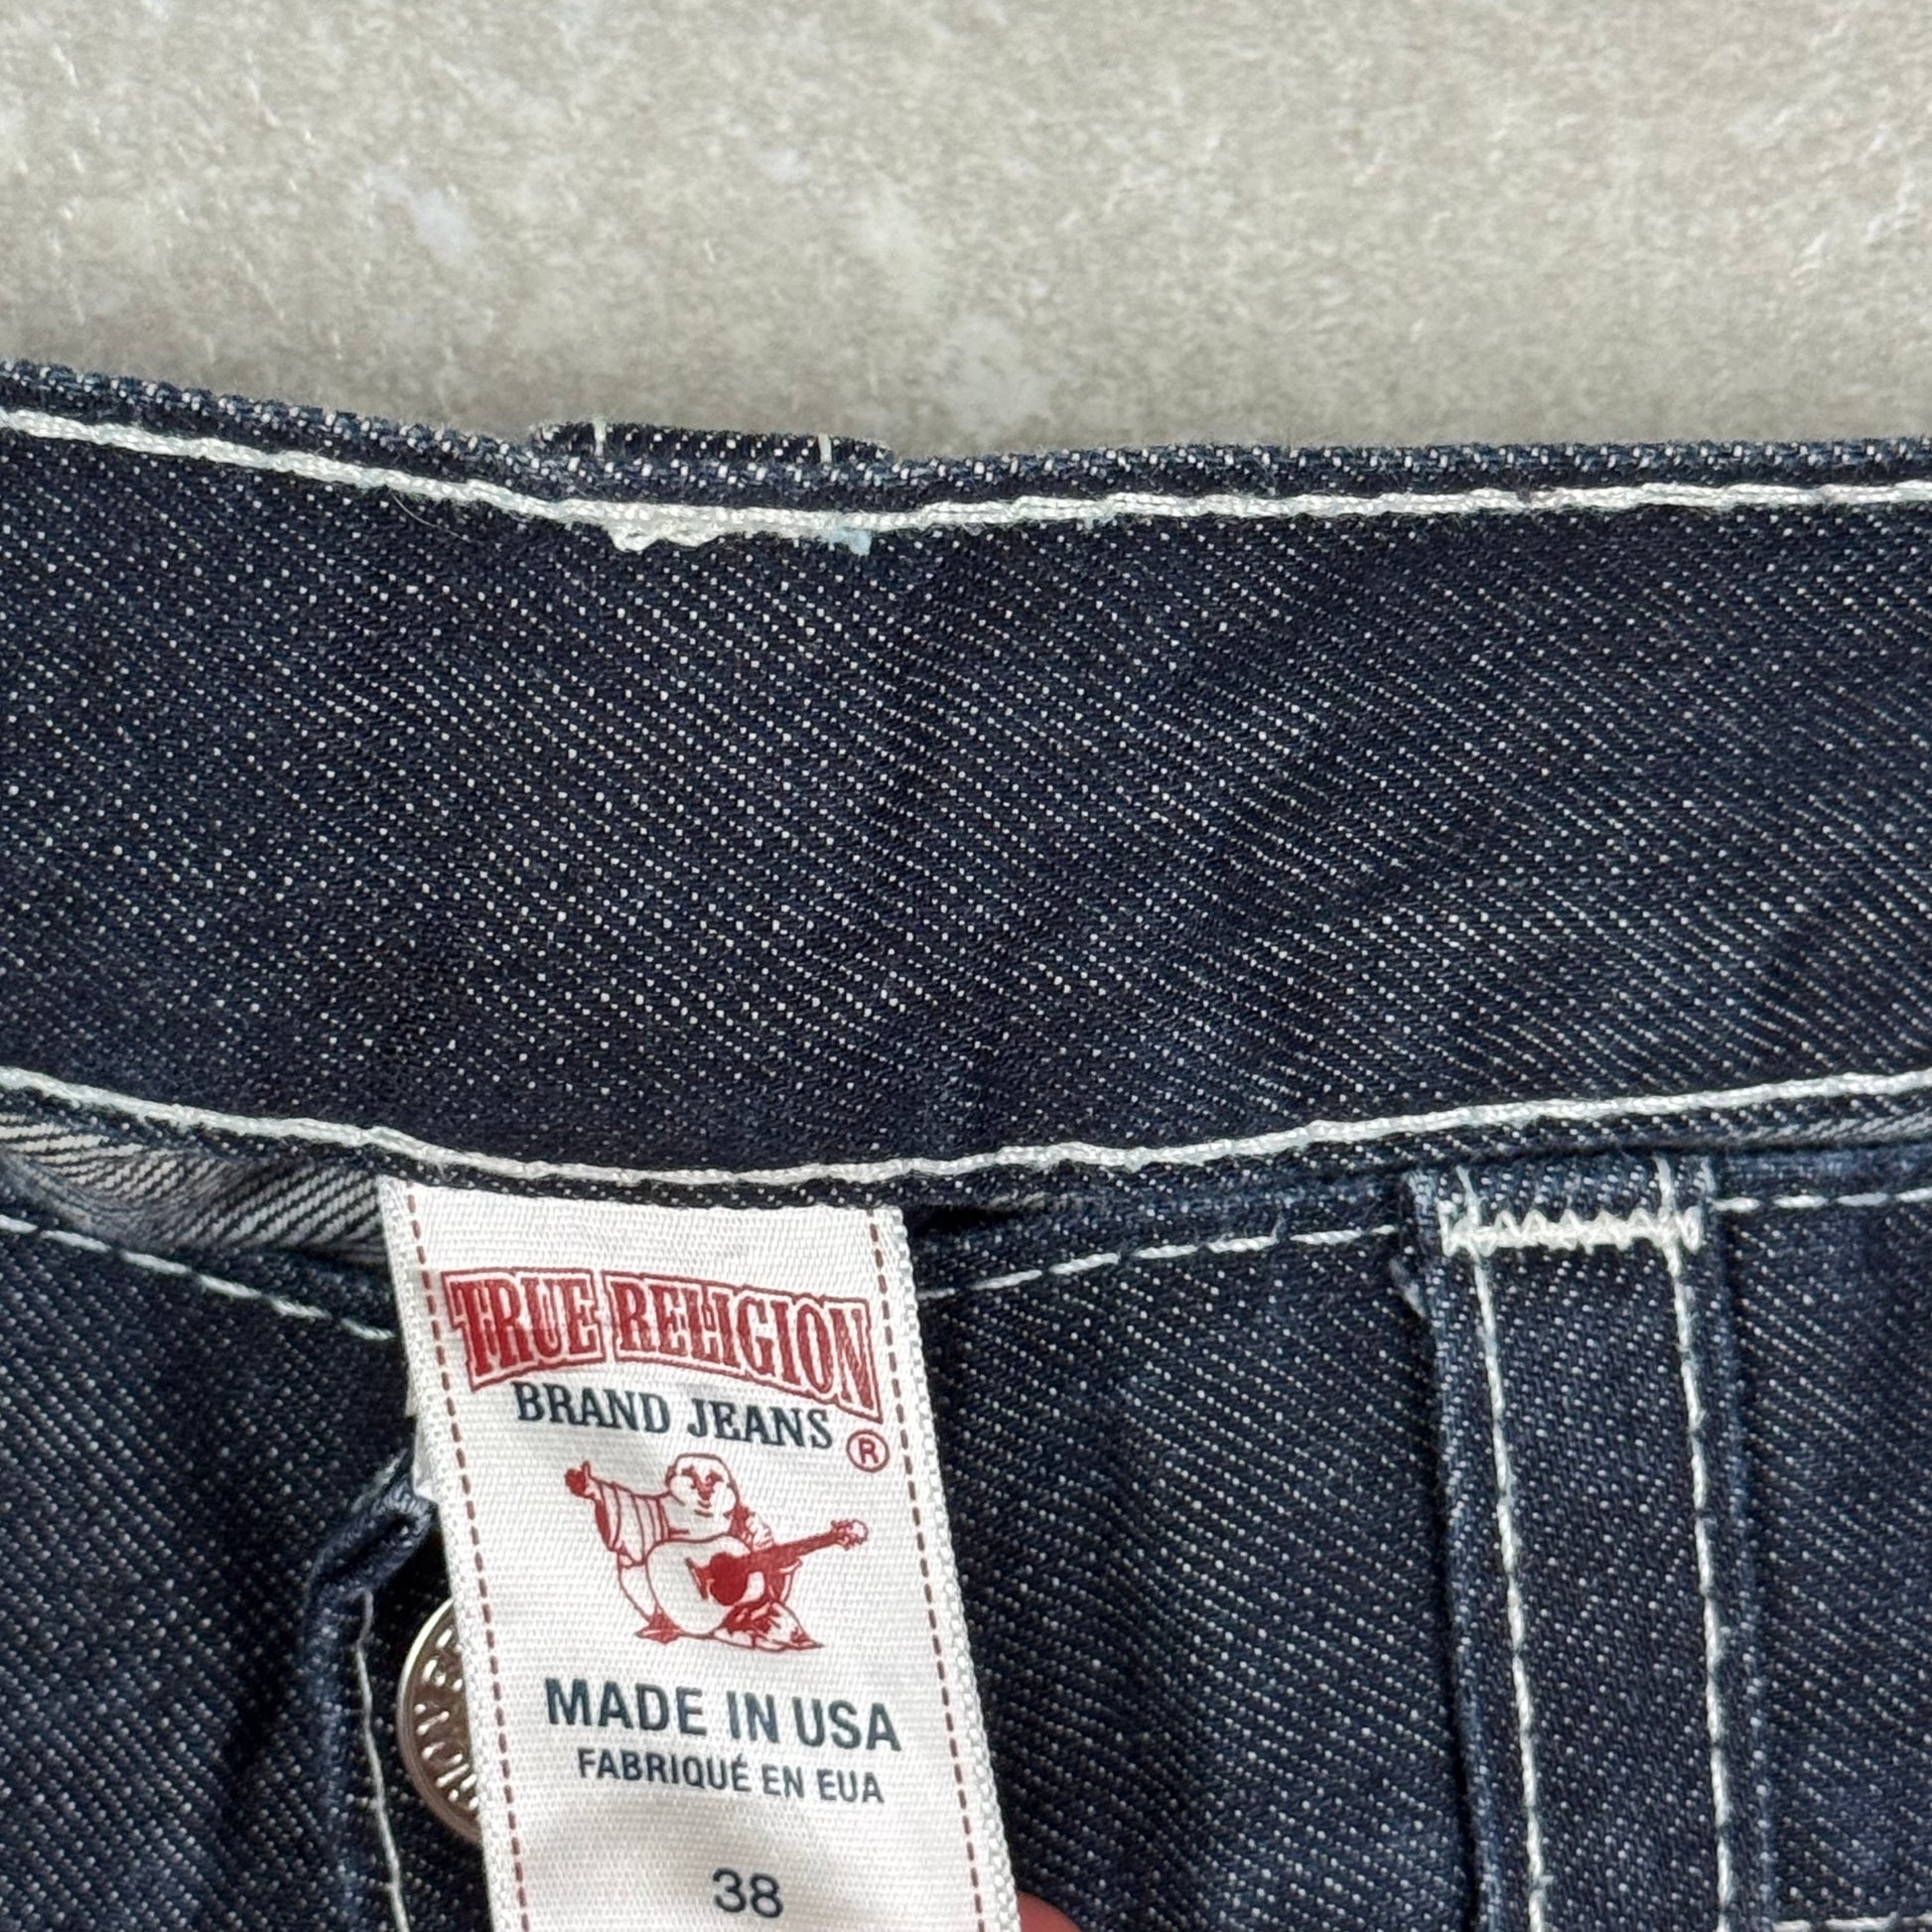 TRUE RELIGION
BRAND JEANS ®
MADE IN USA
FABRIQUÉ EN EUA
38